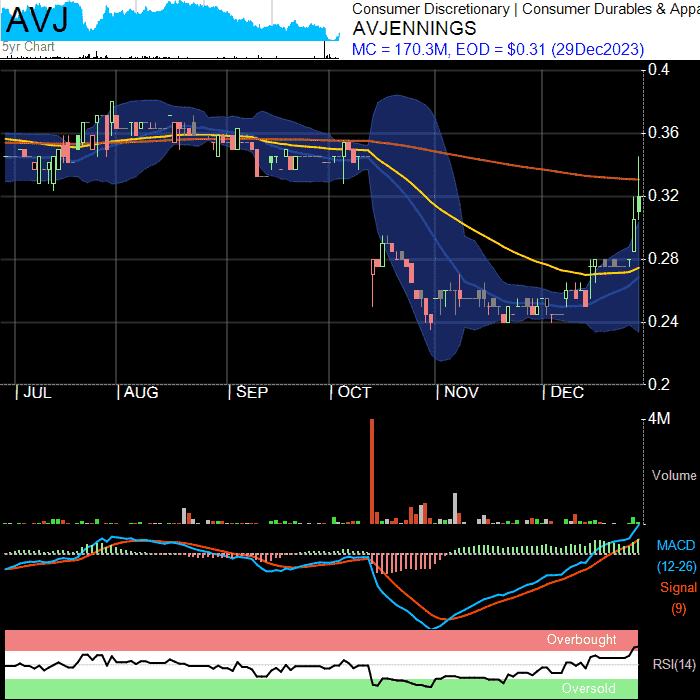 AVJ
5yr Chart
Consumer Discretionary | Consumer Durables & Appa
AVJENNINGS
MC = 170.3M, EOD = $0.31 (29Dec2023)
0.4
0.36
0.32
0.28
0.24
0.2
| JUL | AUG | SEP | OCT | NOV | DEC
4M
Volume
MACD
(12-26)
Signal
(9)
Overbought
RSI(14)
Oversold